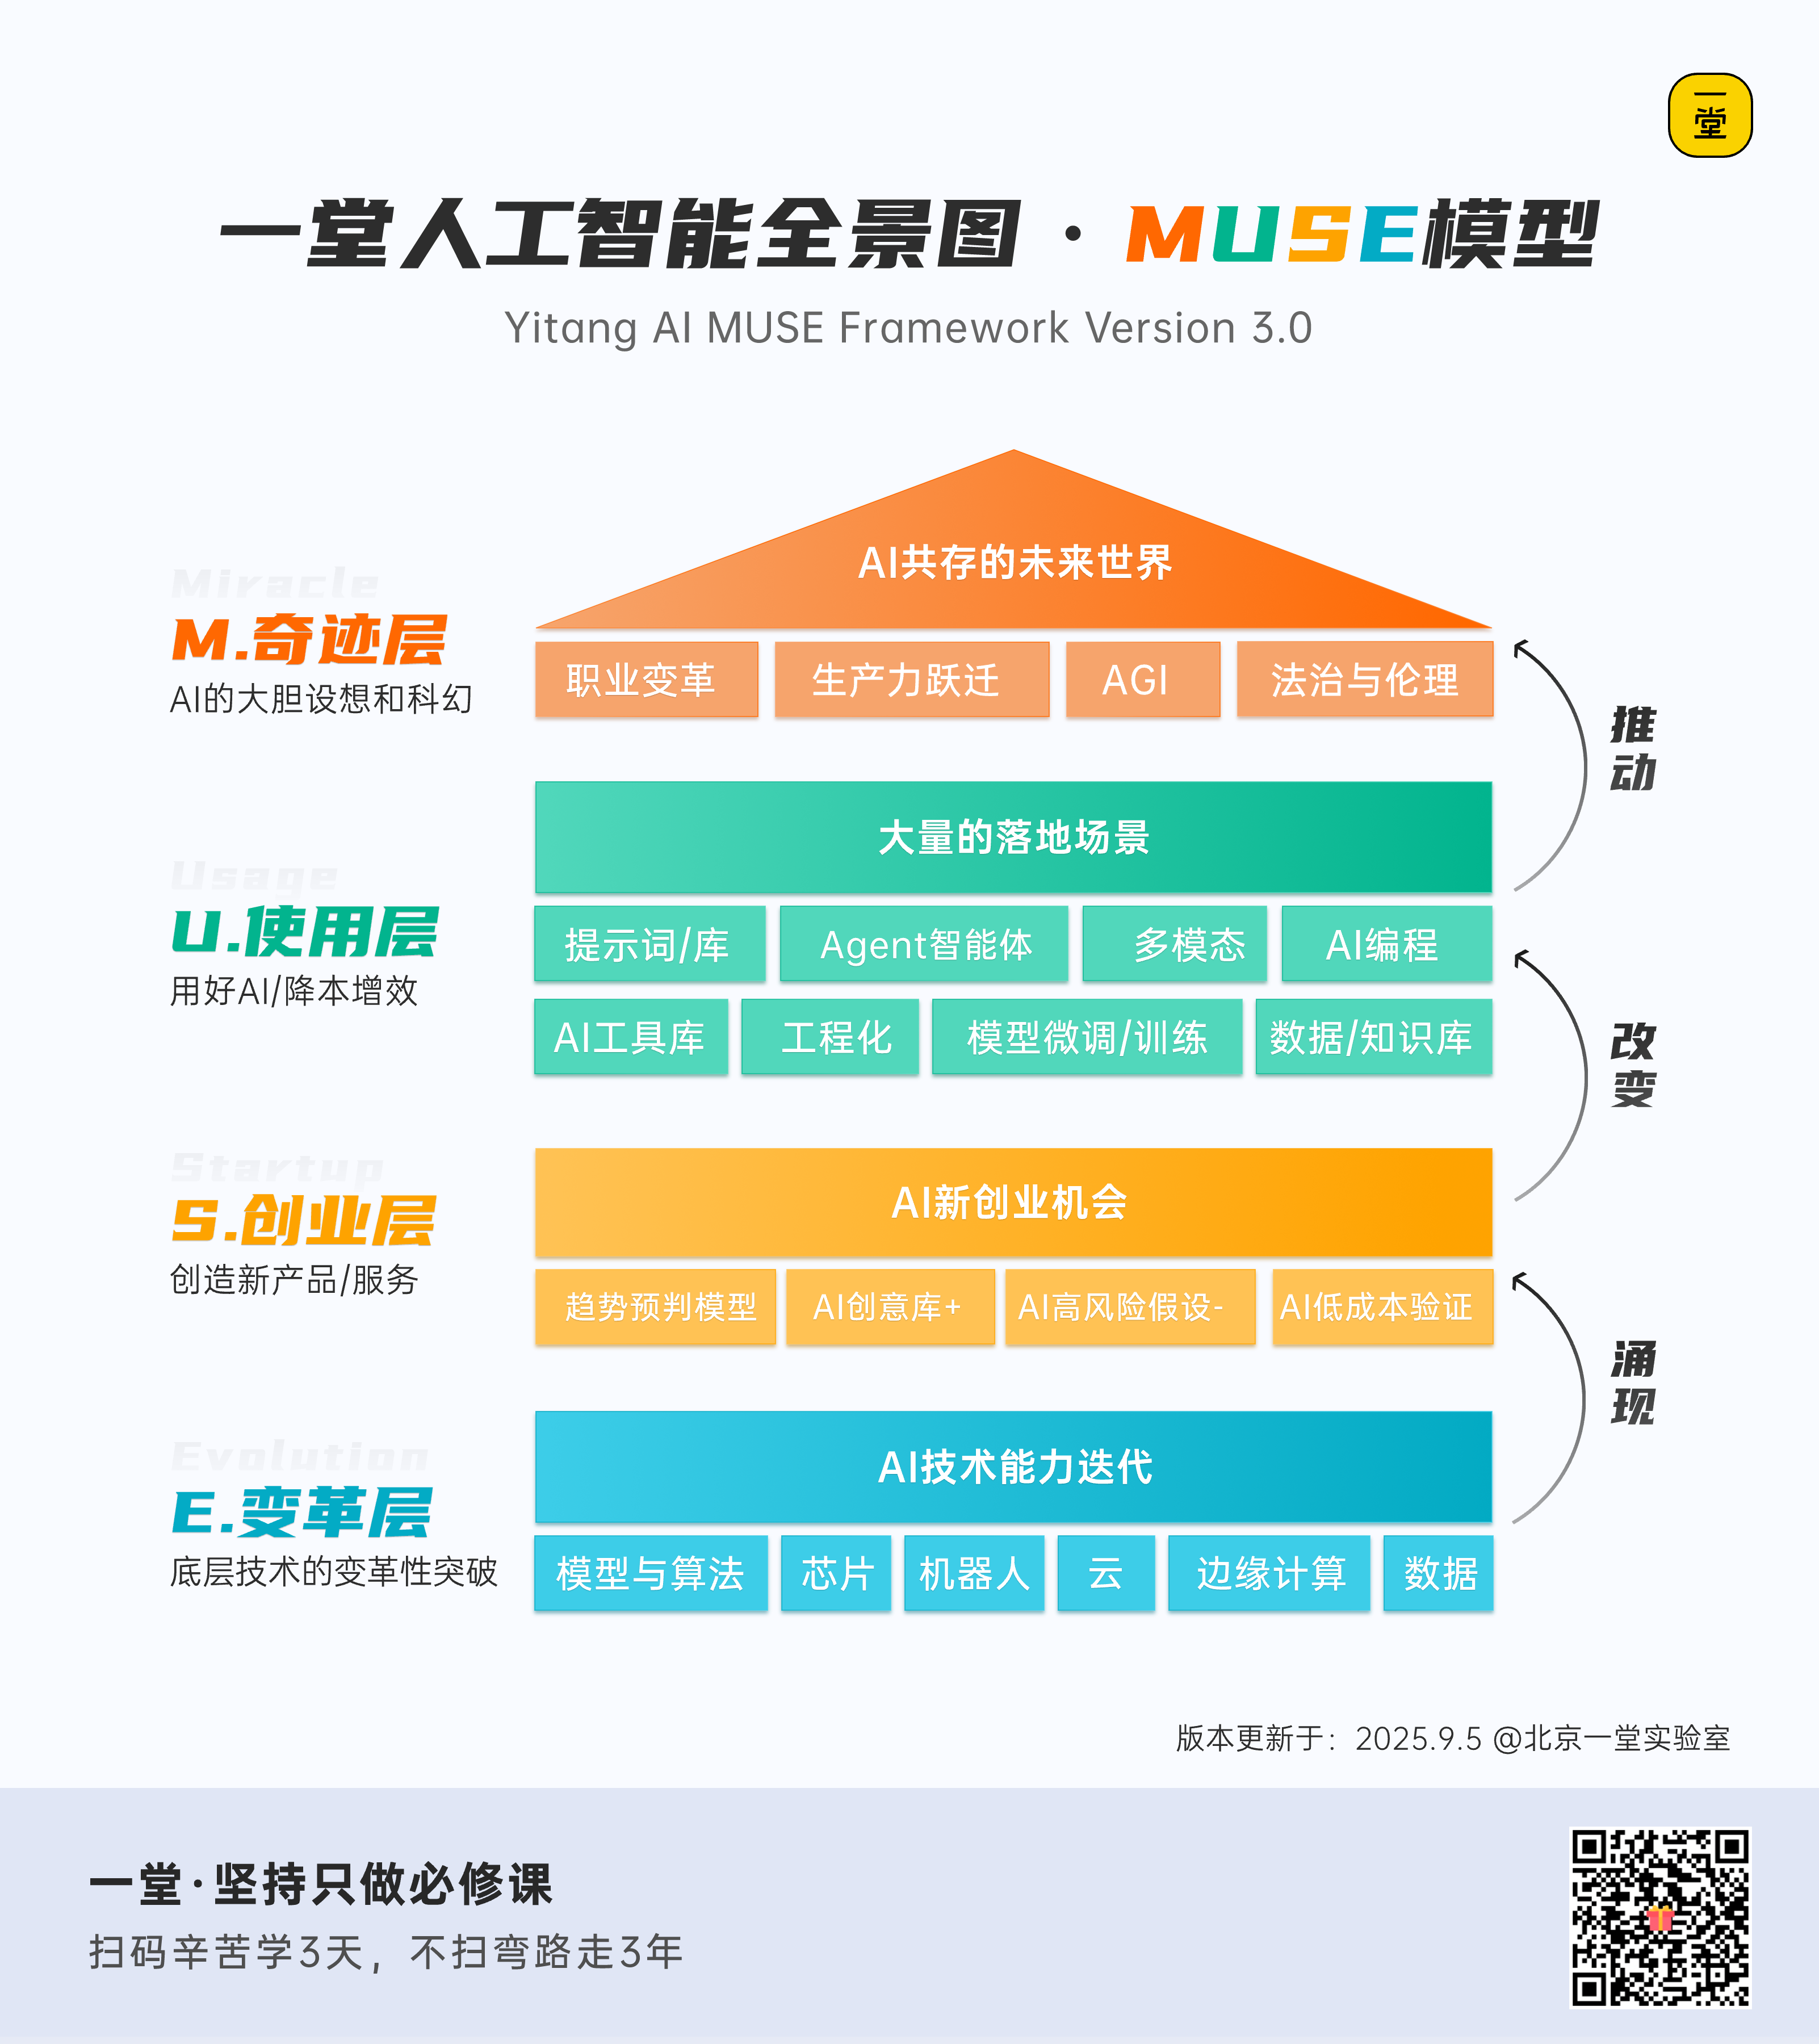 一堂
一堂人工智能全景图 · MUSE模型
Yitang AI MUSE Framework Version 3.0
Miracle
M.奇迹层
AI的大胆设想和科幻
AI共存的未来世界
职业变革 生产力跃迁 AGI 法治与伦理
推动
Usage
U.使用层
用好AI/降本增效
大量的落地场景
提示词/库 Agent智能体 多模态 AI编程
AI工具库 工程化 模型微调/训练 数据/知识库
改变
Startup
S.创业层
创造新产品/服务
AI新创业机会
趋势预判模型 AI创意库+ AI高风险假设- AI低成本验证
涌现
Evolution
E.变革层
底层技术的变革性突破
AI技术能力迭代
模型与算法 芯片 机器人 云 边缘计算 数据
版本更新于：2025.9.5 @北京一堂实验室
一堂·坚持只做必修课
扫码辛苦学3天，不扫弯路走3年